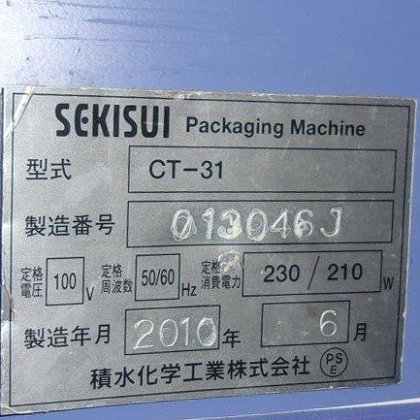 SEKISUI Packaging Machine
型式 CT-31
製造番号 013046J
定格電圧 100 V 定格周波数 50/60 Hz 定格消費電力 230 / 210 W
製造年月 2010 年 6 月
積水化学工業株式会社 PSE